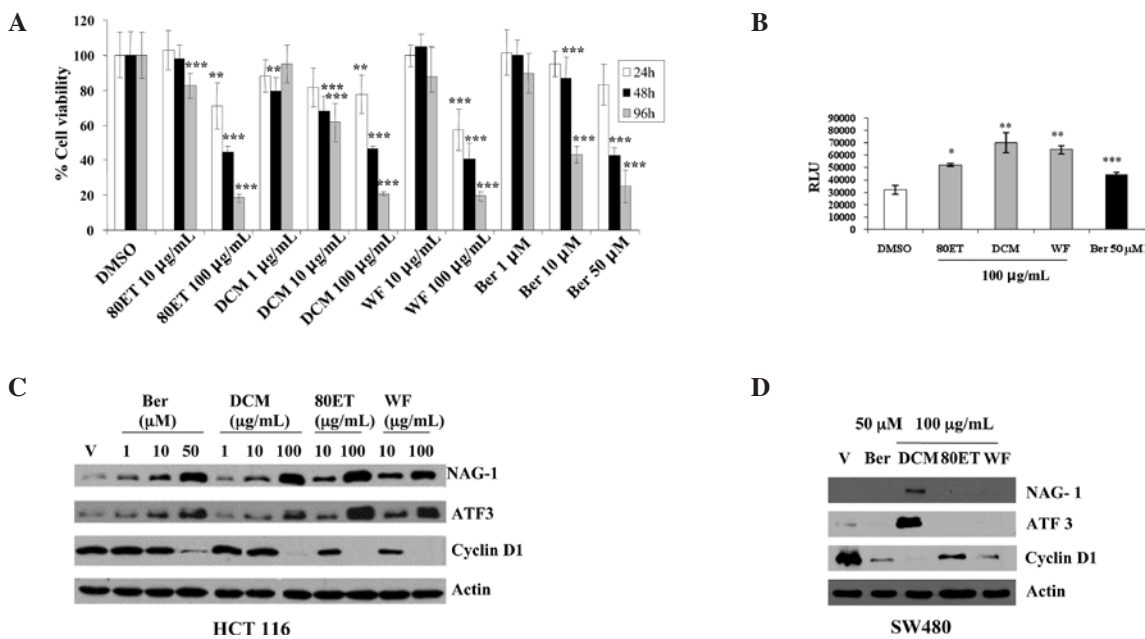 A
% Cell viability
120
100
80
60
40
20
0
** *** ** *** *** ** *** *** ** *** *** *** *** *** *** *** *** *** ***
24h
48h
96h
DMSO
80ET 10 µg/mL
80ET 100 µg/mL
DCM 1 µg/mL
DCM 10 µg/mL
DCM 100 µg/mL
WF 10 µg/mL
WF 100 µg/mL
Ber 1 µM
Ber 10 µM
Ber 50 µM
B
RLU
90000
80000
70000
60000
50000
40000
30000
20000
10000
0
* ** ** ***
DMSO 80ET DCM WF Ber 50 µM
100 µg/mL
C
Ber DCM 80ET WF
(µM) (µg/mL) (µg/mL) (µg/mL)
V 1 10 50 1 10 100 10 100 10 100
NAG-1
ATF3
Cyclin D1
Actin
HCT 116
D
50 µM 100 µg/mL
V Ber DCM 80ET WF
NAG- 1
ATF 3
Cyclin D1
Actin
SW480